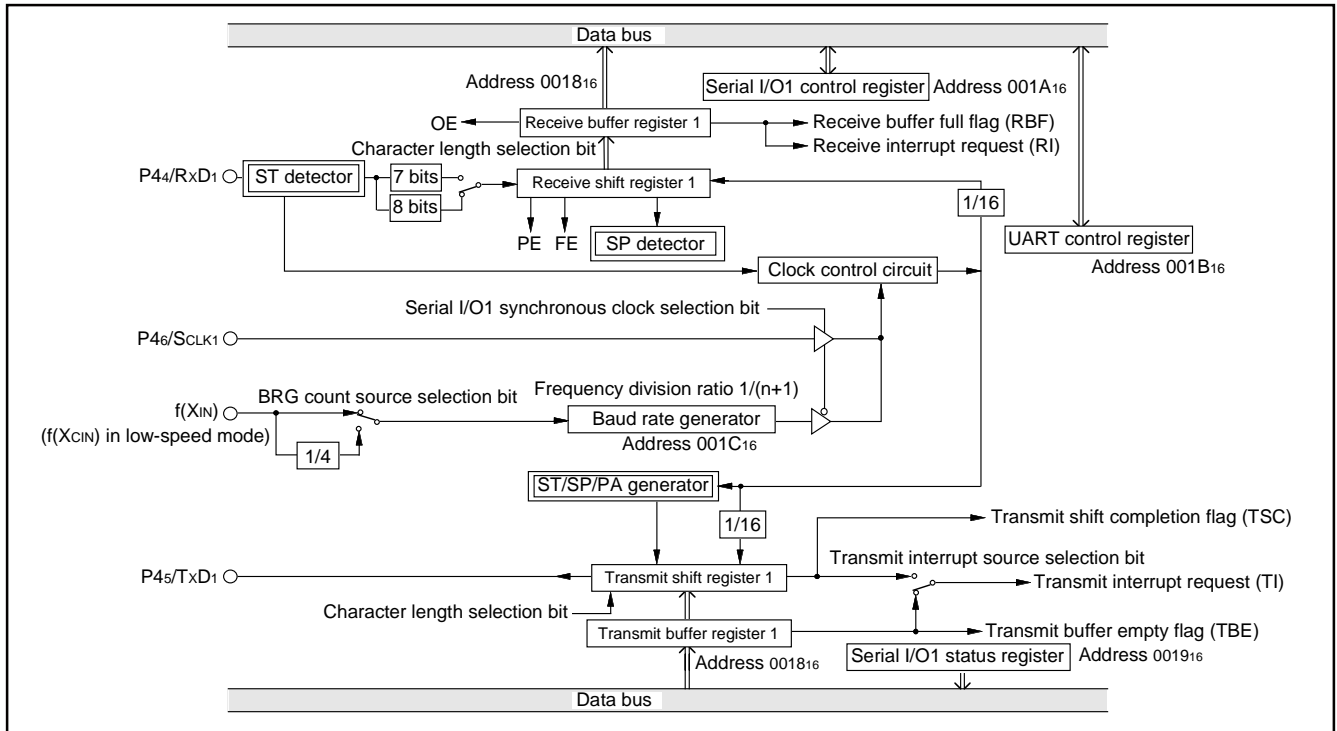 Data bus
Address 001816
Serial I/O1 control register Address 001A16
OE Receive buffer register 1 Receive buffer full flag (RBF)
Receive interrupt request (RI)
Character length selection bit
P44/RXD1 ST detector 7 bits Receive shift register 1
8 bits
1/16
PE FE SP detector
UART control register
Address 001B16
Clock control circuit
Serial I/O1 synchronous clock selection bit
P46/SCLK1
BRG count source selection bit Frequency division ratio 1/(n+1)
f(XIN) Baud rate generator
(f(XCIN) in low-speed mode) Address 001C16
1/4
ST/SP/PA generator
1/16
Transmit shift completion flag (TSC)
Transmit interrupt source selection bit
P45/TXD1 Transmit shift register 1
Transmit interrupt request (TI)
Character length selection bit
Transmit buffer register 1 Transmit buffer empty flag (TBE)
Address 001816 Serial I/O1 status register Address 001916
Data bus